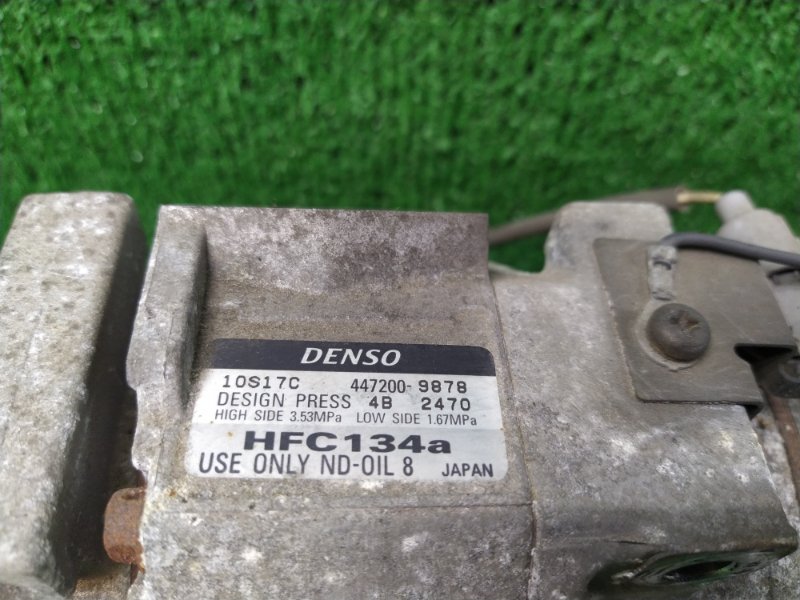 DENSO
10S17C 447200-9878
DESIGN PRESS 4B 2470
HIGH SIDE 3.53MPa LOW SIDE 1.67MPa
HFC134a
USE ONLY ND-OIL 8 JAPAN